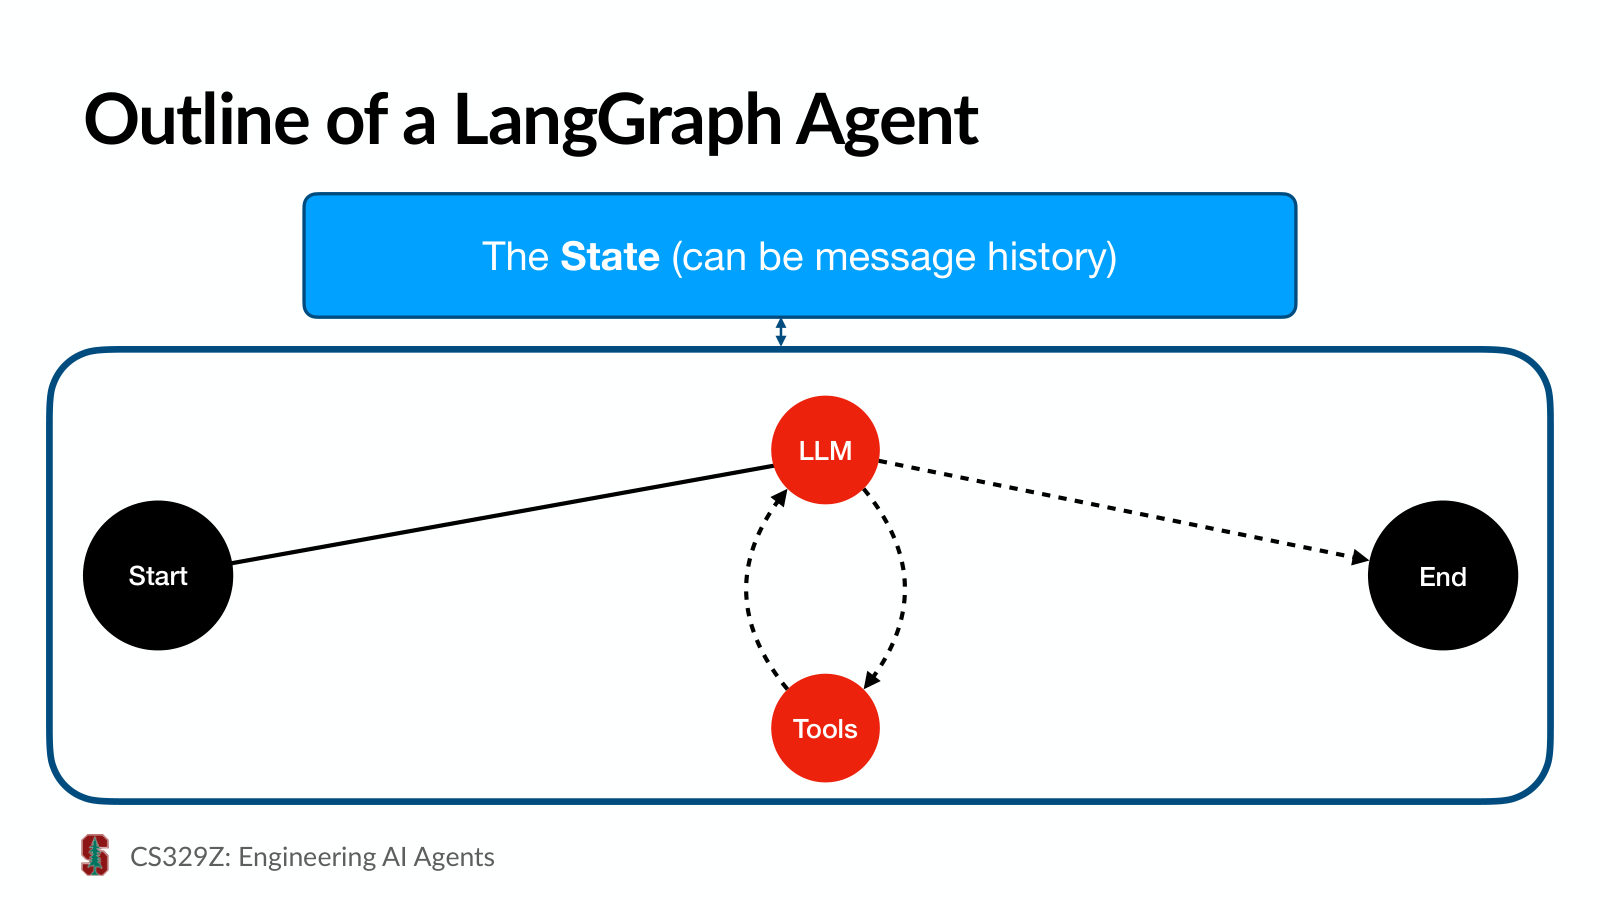 Outline of a LangGraph Agent
The State (can be message history)
LLM
Start
End
Tools
CS329Z: Engineering AI Agents